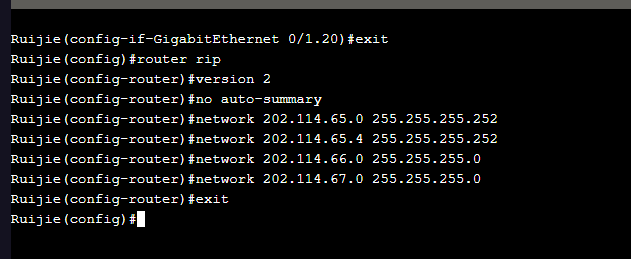 Ruijie(config-if-GigabitEthernet 0/1.20)#exit
Ruijie(config)#router rip
Ruijie(config-router)#version 2
Ruijie(config-router)#no auto-summary
Ruijie(config-router)#network 202.114.65.0 255.255.255.252
Ruijie(config-router)#network 202.114.65.4 255.255.255.252
Ruijie(config-router)#network 202.114.66.0 255.255.255.0
Ruijie(config-router)#network 202.114.67.0 255.255.255.0
Ruijie(config-router)#exit
Ruijie(config)#